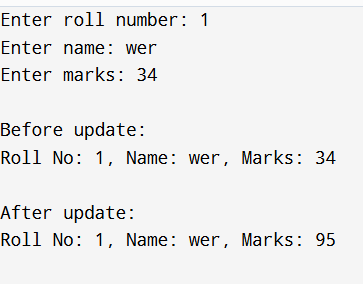 Enter roll number: 1
Enter name: wer
Enter marks: 34
Before update:
Roll No: 1, Name: wer, Marks: 34
After update:
Roll No: 1, Name: wer, Marks: 95